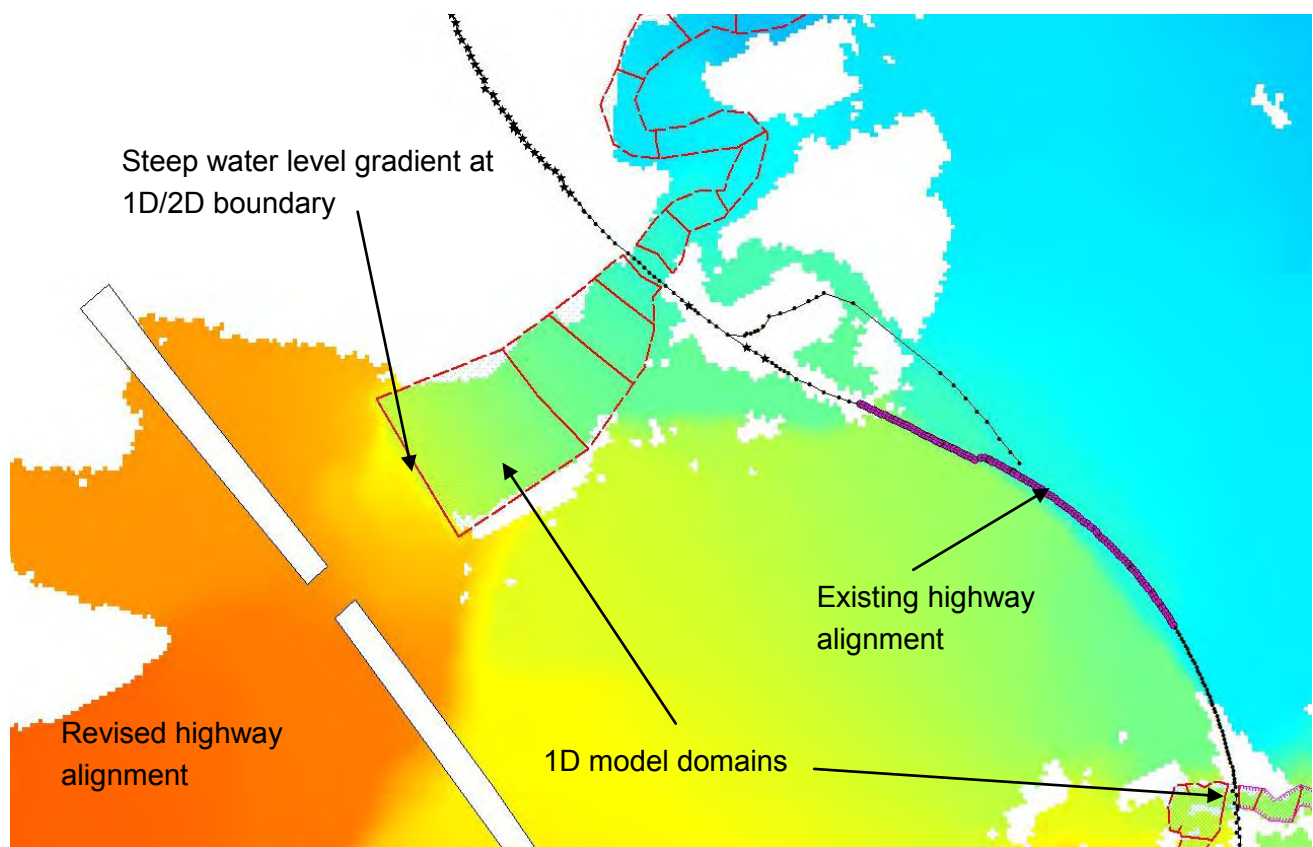 Steep water level gradient at
1D/2D boundary
Existing highway
alignment
Revised highway
alignment
1D model domains